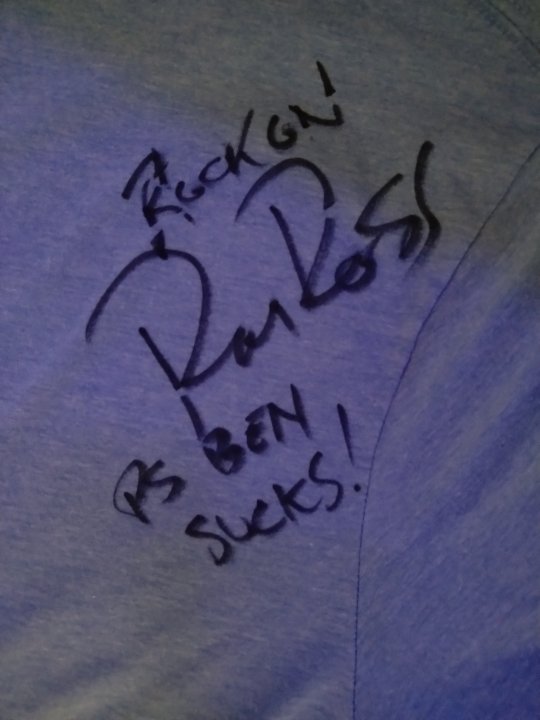 ROCK ON!
Dan Ross
PS BEN
SUCKS!